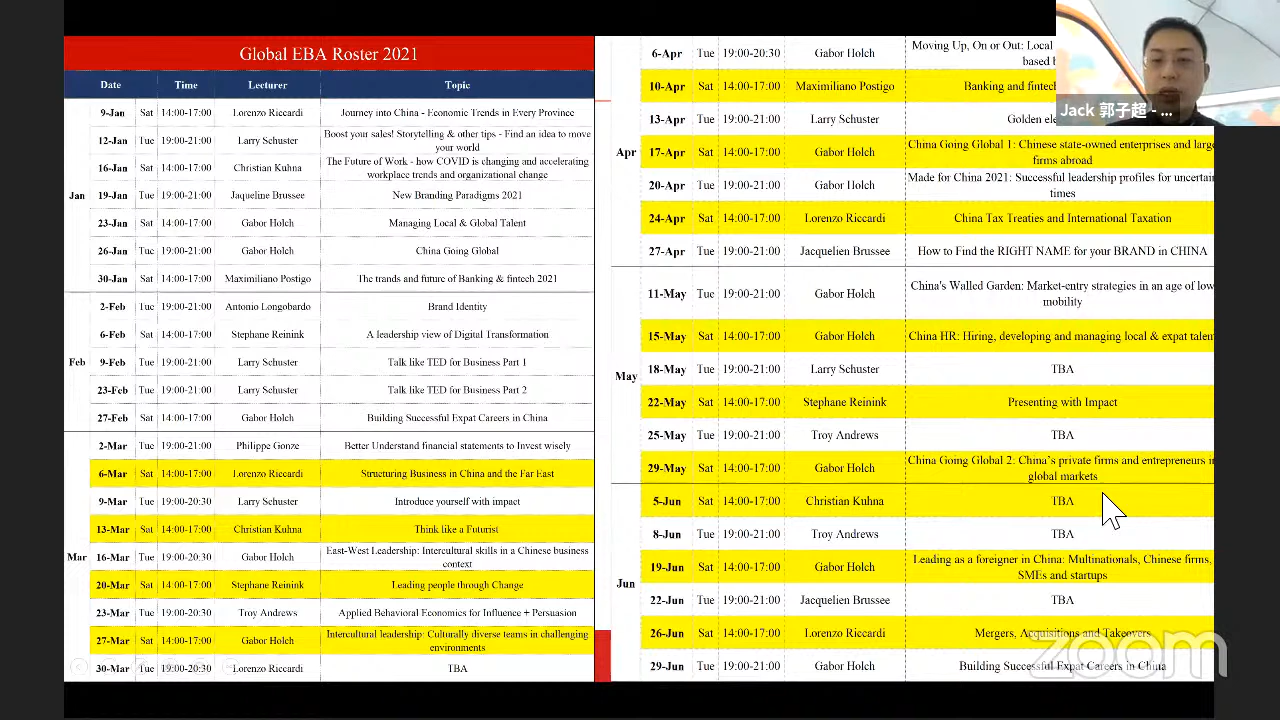 Global EBA Roster 2021
Date Time Lecturer Topic
Jan
9-Jan Sat 14:00-17:00 Lorenzo Riccardi Journey into China - Economic Trends in Every Province
12-Jan Tue 19:00-21:00 Larry Schuster Boost your sales! Storytelling & other tips - Find an idea to move
your world
16-Jan Sat 14:00-17:00 Christian Kuhna The Future of Work - how COVID is changing and accelerating
workplace trends and organizational change
19-Jan Tue 19:00-21:00 Jaqueline Brussee New Branding Paradigms 2021
23-Jan Sat 14:00-17:00 Gabor Holch Managing Local & Global Talent
26-Jan Tue 19:00-21:00 Gabor Holch China Going Global
30-Jan Sat 14:00-17:00 Maximiliano Postigo The trands and future of Banking & fintech 2021
Feb
2-Feb Tue 19:00-21:00 Antonio Longobardo Brand Identity
6-Feb Sat 14:00-17:00 Stephane Reinink A leadership view of Digital Transformation
9-Feb Tue 19:00-21:00 Larry Schuster Talk like TED for Business Part 1
23-Feb Tue 19:00-21:00 Larry Schuster Talk like TED for Business Part 2
27-Feb Sat 14:00-17:00 Gabor Holch Building Successful Expat Careers in China
Mar
2-Mar Tue 19:00-21:00 Philippe Gonze Better Understand financial statements to Invest wisely
6-Mar Sat 14:00-17:00 Lorenzo Riccardi Structuring Business in China and the Far East
9-Mar Tue 19:00-20:30 Larry Schuster Introduce yourself with impact
13-Mar Sat 14:00-17:00 Christian Kuhna Think like a Futurist
16-Mar Tue 19:00-20:30 Gabor Holch East-West Leadership: Intercultural skills in a Chinese business
context
20-Mar Sat 14:00-17:00 Stephane Reinink Leading people through Change
23-Mar Tue 19:00-20:30 Troy Andrews Applied Behavioral Economics for Influence + Persuasion
27-Mar Sat 14:00-17:00 Gabor Holch Intercultural leadership: Culturally diverse teams in challenging
environments
30-Mar Tue 19:00-20:30 Lorenzo Riccardi TBA
Apr
6-Apr Tue 19:00-20:30 Gabor Holch Moving Up, On or Out: Local
based
10-Apr Sat 14:00-17:00 Maximiliano Postigo Banking and fintec
13-Apr Tue 19:00-21:00 Larry Schuster Golden ele
17-Apr Sat 14:00-17:00 Gabor Holch China Going Global 1: Chinese state-owned enterprises and large
firms abroad
20-Apr Tue 19:00-21:00 Gabor Holch Made for China 2021: Successful leadership profiles for uncertain
times
24-Apr Sat 14:00-17:00 Lorenzo Riccardi China Tax Treaties and International Taxation
27-Apr Tue 19:00-21:00 Jacquelien Brussee How to Find the RIGHT NAME for your BRAND in CHINA
May
11-May Tue 19:00-21:00 Gabor Holch China's Walled Garden: Market-entry strategies in an age of low
mobility
15-May Sat 14:00-17:00 Gabor Holch China HR: Hiring, developing and managing local & expat talen
18-May Tue 19:00-21:00 Larry Schuster TBA
22-May Sat 14:00-17:00 Stephane Reinink Presenting with Impact
25-May Tue 19:00-21:00 Troy Andrews TBA
29-May Sat 14:00-17:00 Gabor Holch China Going Global 2: China's private firms and entrepreneurs in
global markets
Jun
5-Jun Sat 14:00-17:00 Christian Kuhna TBA
8-Jun Tue 19:00-21:00 Troy Andrews TBA
19-Jun Sat 14:00-17:00 Gabor Holch Leading as a foreigner in China: Multinationals, Chinese firms,
SMEs and startups
22-Jun Tue 19:00-21:00 Jacquelien Brussee TBA
26-Jun Sat 14:00-17:00 Lorenzo Riccardi Mergers, Acquisitions and Takeovers
29-Jun Tue 19:00-21:00 Gabor Holch Building Successful Expat Careers in China
Jack 郭子超 - ...
zoom